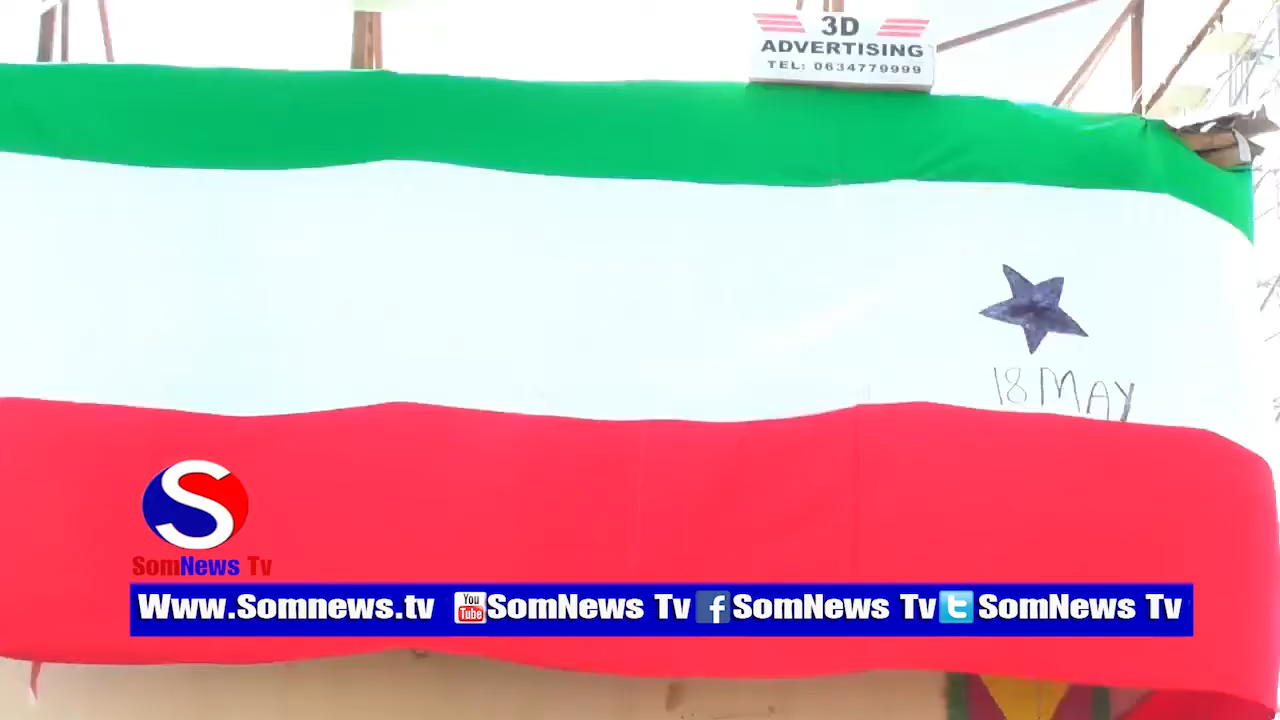 3D
ADVERTISING
TEL: 0634779999
18 MAY
S
SomNews Tv
Www.Somnews.tv You Tube SomNews Tv f SomNews Tv t SomNews Tv